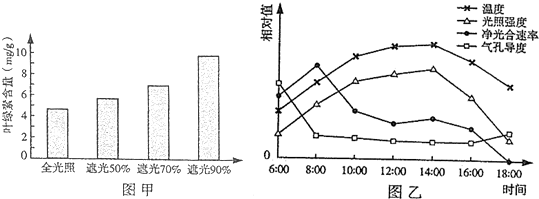 叶绿素含量（mg/g）
10
8
6
4
2
0
全光照 遮光50% 遮光70% 遮光90%
图甲
相对值
温度
光照强度
净光合速率
气孔导度
0
6:00 8:00 10:00 12:00 14:00 16:00 18:00
图乙 时间